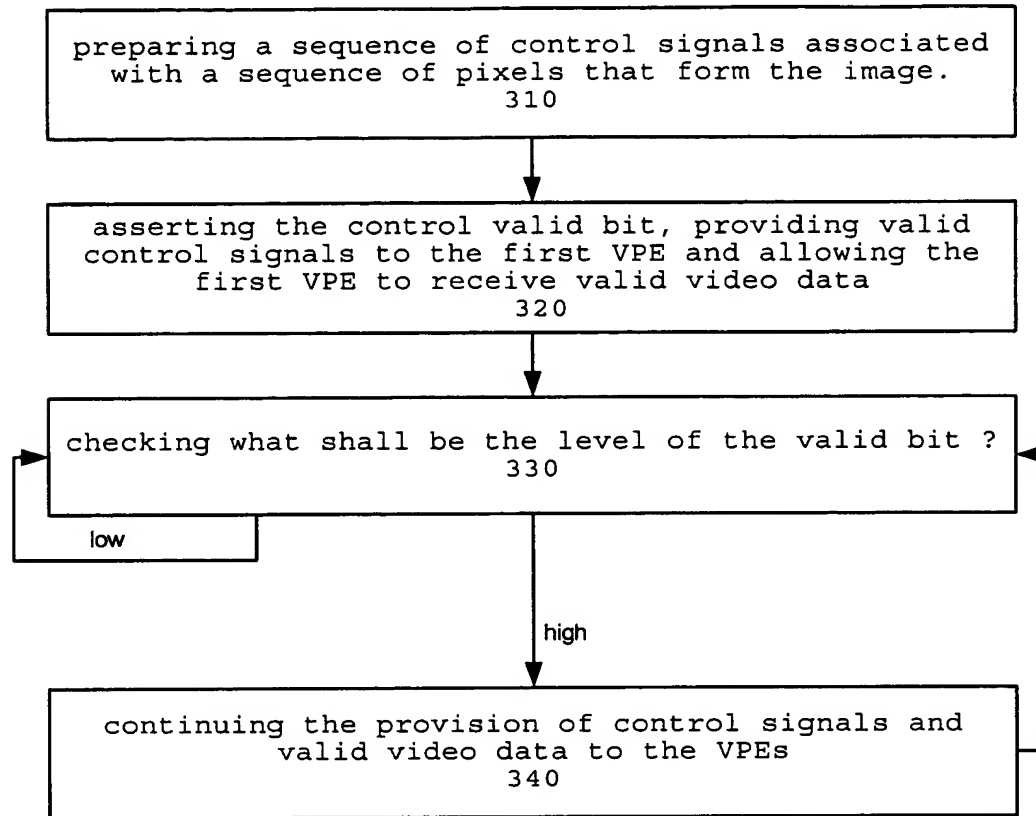 preparing a sequence of control signals associated
with a sequence of pixels that form the image.
310
asserting the control valid bit, providing valid
control signals to the first VPE and allowing the
first VPE to receive valid video data
320
checking what shall be the level of the valid bit ?
330
low
high
continuing the provision of control signals and
valid video data to the VPEs
340